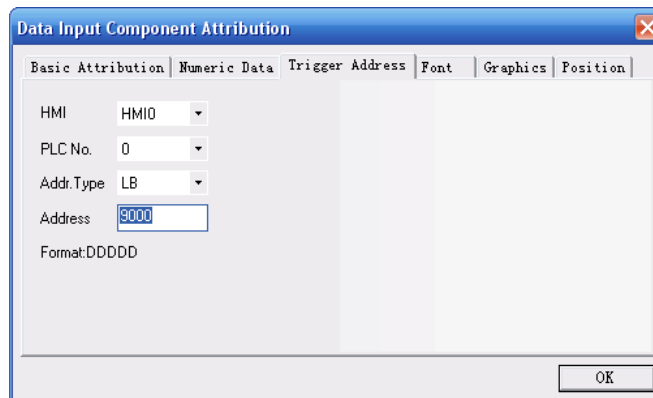 Data Input Component Attribution
Basic Attribution Numeric Data Trigger Address Font Graphics Position
HMI HMI0
PLC No. 0
Addr.Type LB
Address 9000
Format:DDDDD
OK